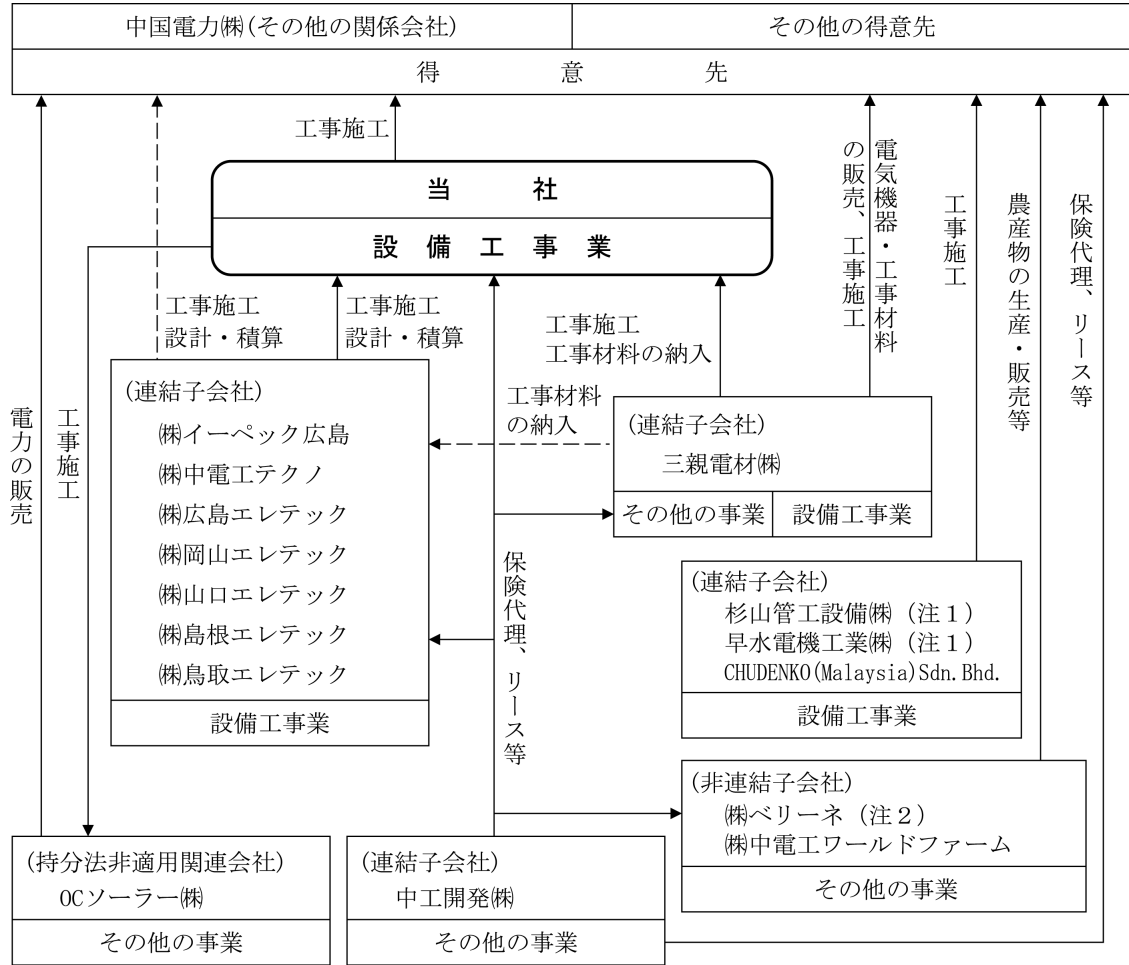 中国電力㈱(その他の関係会社)
その他の得意先
得意先
工事施工
当社
設備工事業
工事施工
設計・積算
工事施工
設計・積算
工事施工
工事材料の納入
電気機器・工事材料
の販売、工事施工
工事施工
農産物の生産・販売等
保険代理、リース等
電力の販売
工事施工
(連結子会社)
㈱イーペック広島
㈱中電工テクノ
㈱広島エレテック
㈱岡山エレテック
㈱山口エレテック
㈱島根エレテック
㈱鳥取エレテック
設備工事業
工事材料
の納入
(連結子会社)
三親電材㈱
その他の事業
設備工事業
保険代理、リース等
(連結子会社)
杉山管工設備㈱（注１）
早水電機工業㈱（注１）
CHUDENKO(Malaysia)Sdn.Bhd.
設備工事業
(非連結子会社)
㈱ベリーネ（注２）
㈱中電工ワールドファーム
その他の事業
(持分法非適用関連会社)
OCソーラー㈱
その他の事業
(連結子会社)
中工開発㈱
その他の事業